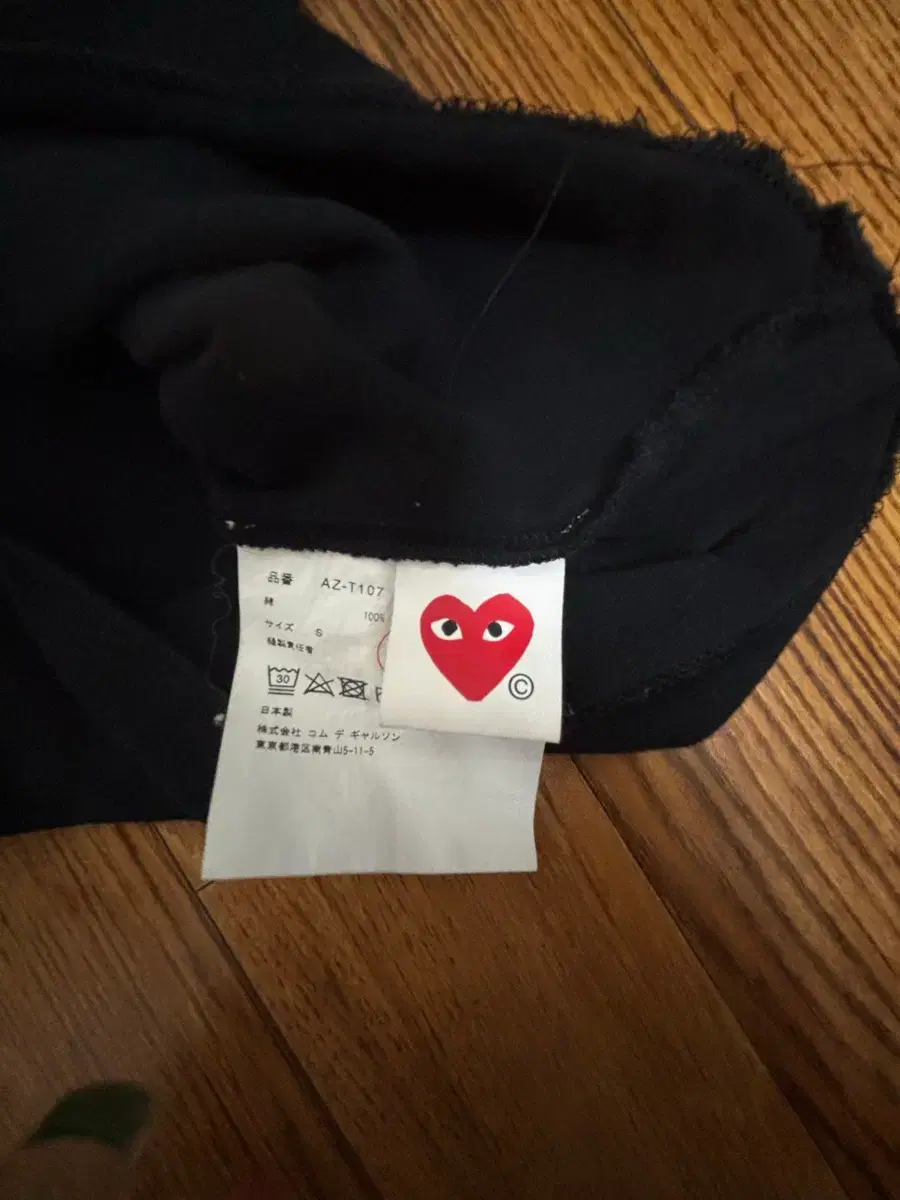 品番 AZ-T107
綿 100%
サイズ S
縫製責任者
30
日本製
株式会社 コム デ ギャルソン
東京都港区南青山5-11-5
©